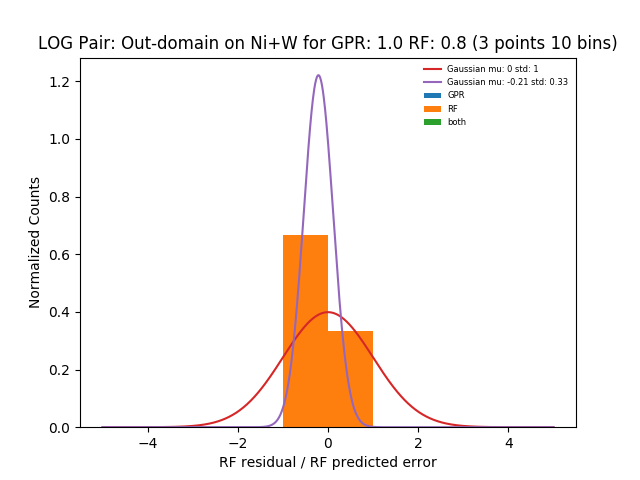 LOG Pair: Out-domain on Ni+W for GPR: 1.0 RF: 0.8 (3 points 10 bins)
Gaussian mu: 0 std: 1
Gaussian mu: -0.21 std: 0.33
GPR
RF
both
Normalized Counts
1.2
1.0
0.8
0.6
0.4
0.2
0.0
−4 −2 0 2 4
RF residual / RF predicted error